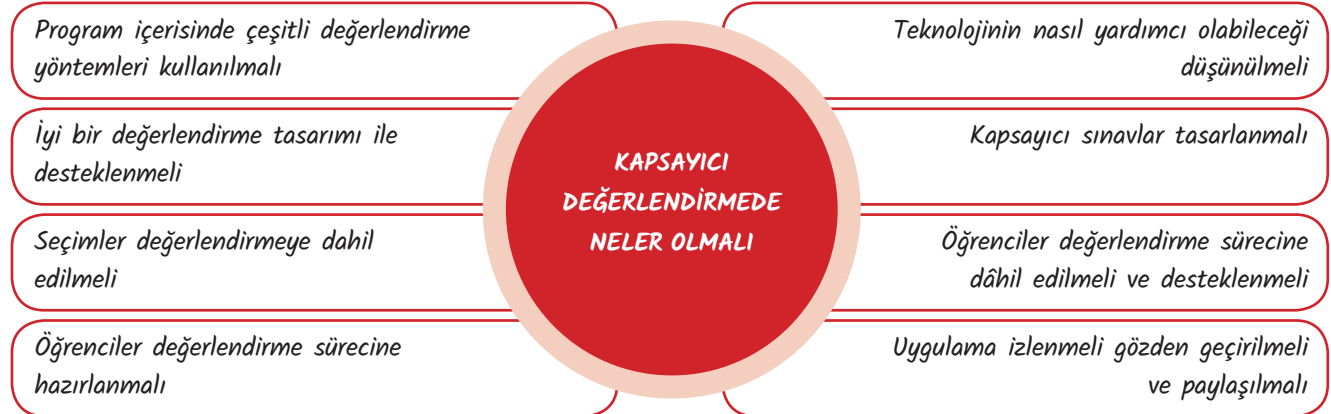 Program içerisinde çeşitli değerlendirme
yöntemleri kullanılmalı
İyi bir değerlendirme tasarımı ile
desteklenmeli
Seçimler değerlendirmeye dahil
edilmeli
Öğrenciler değerlendirme sürecine
hazırlanmalı
KAPSAYICI
DEĞERLENDİRMEDE
NELER OLMALI
Teknolojinin nasıl yardımcı olabileceği
düşünülmeli
Kapsayıcı sınavlar tasarlanmalı
Öğrenciler değerlendirme sürecine
dâhil edilmeli ve desteklenmeli
Uygulama izlenmeli gözden geçirilmeli
ve paylaşılmalı